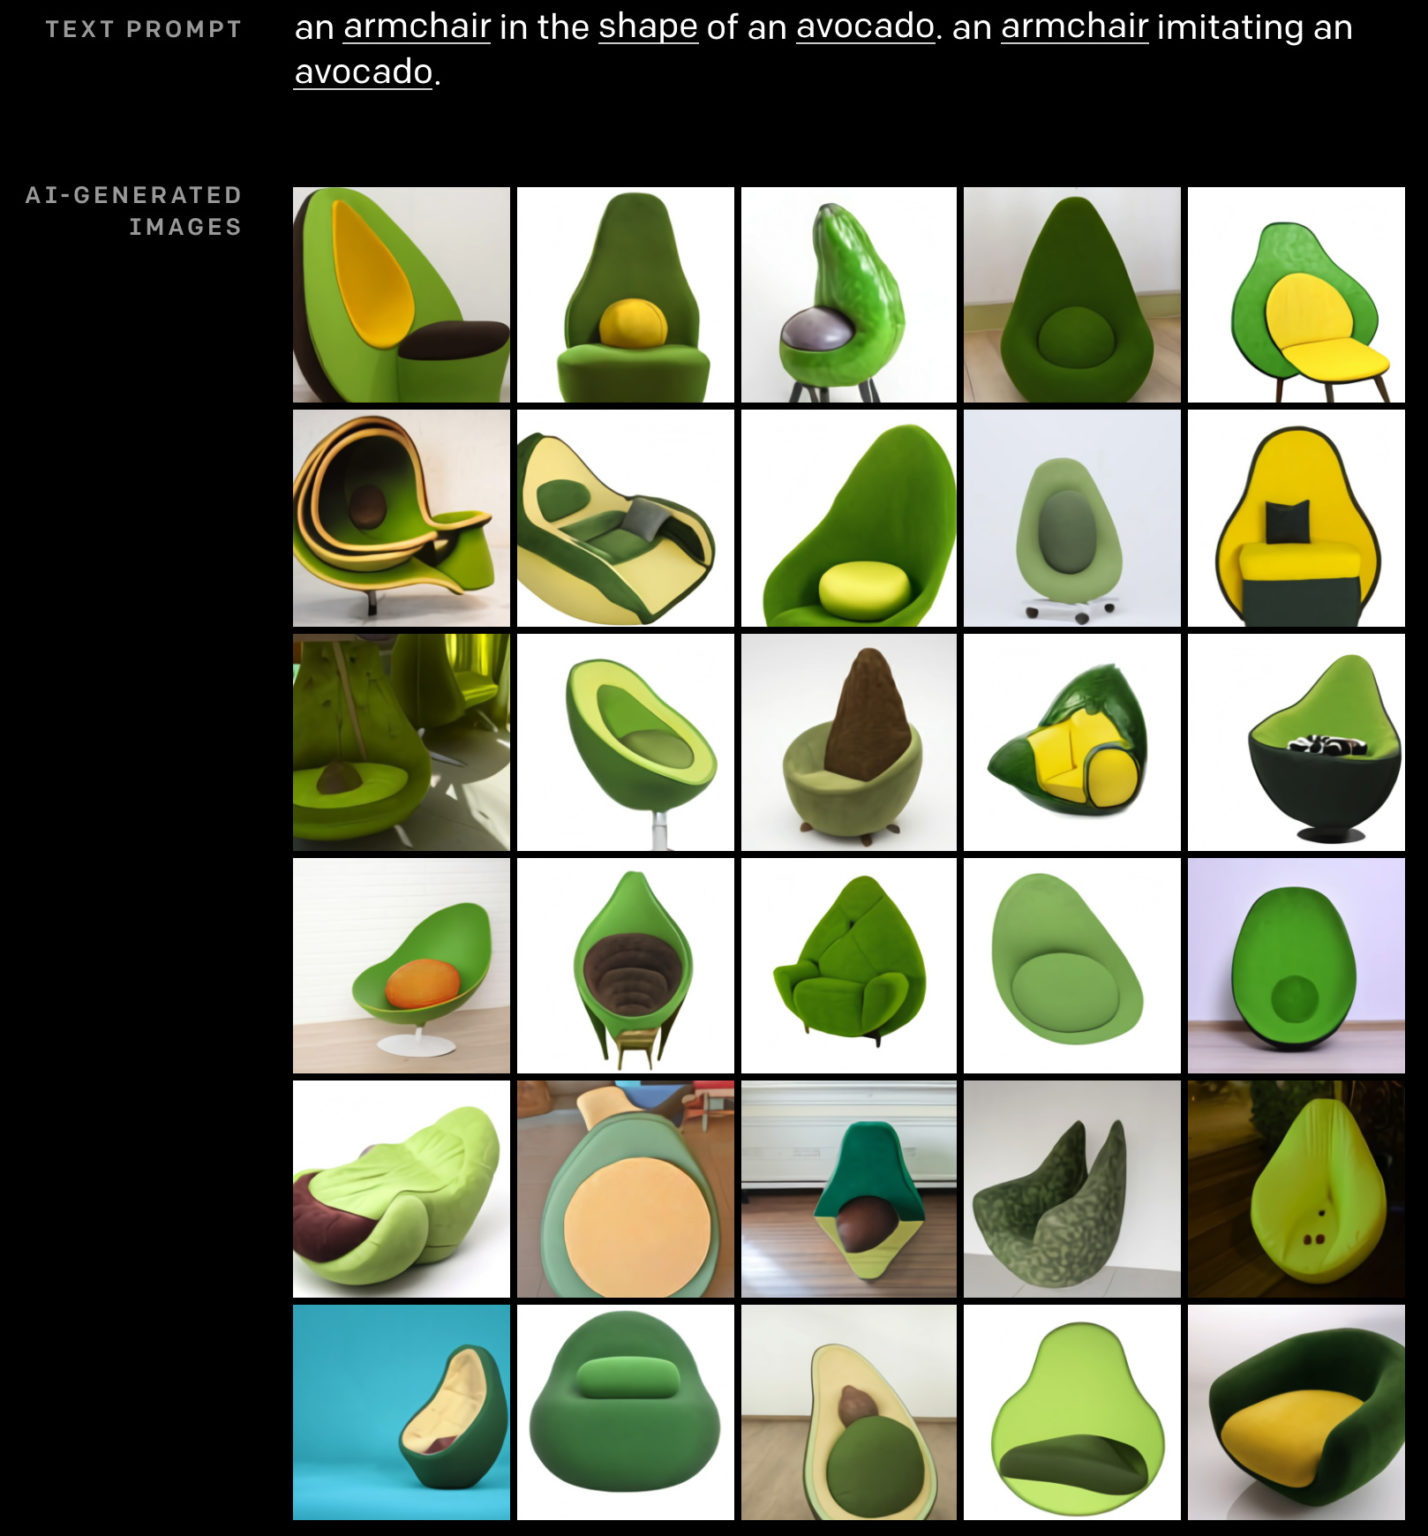 TEXT PROMPT
an armchair in the shape of an avocado. an armchair imitating an
avocado.
AI-GENERATED
IMAGES